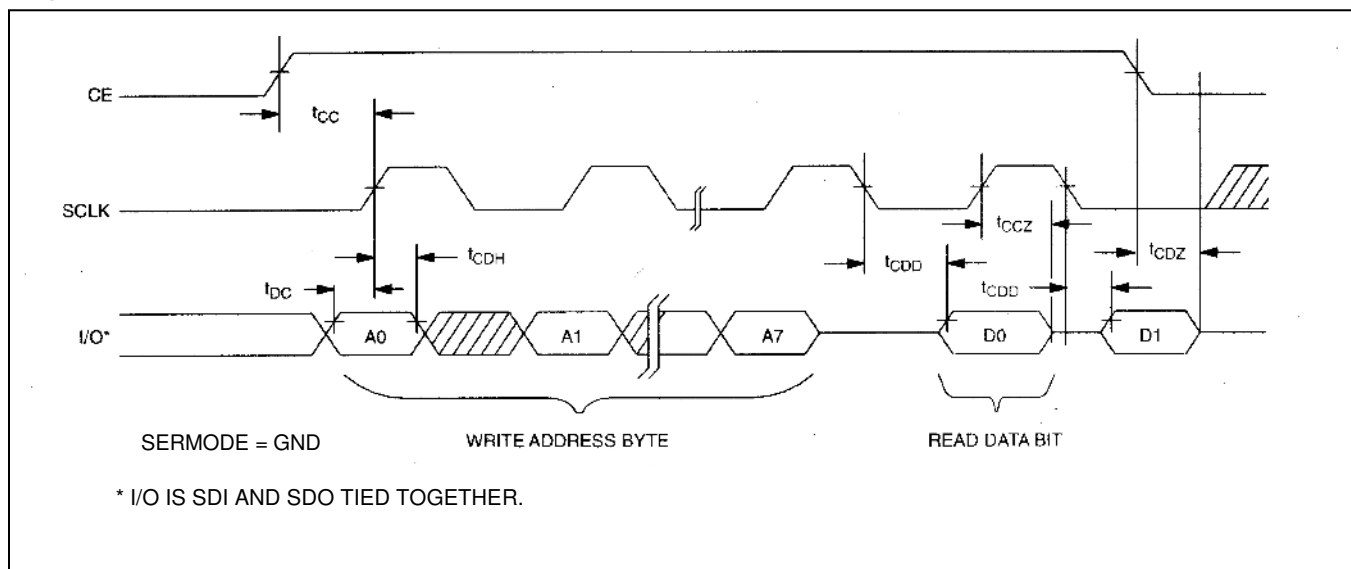 CE
tCC
SCLK
tCCZ
tCDH
tCDD
tCDZ
tDC
tCDD
I/O*
A0
A1
A7
D0
D1
SERMODE = GND
WRITE ADDRESS BYTE
READ DATA BIT
* I/O IS SDI AND SDO TIED TOGETHER.